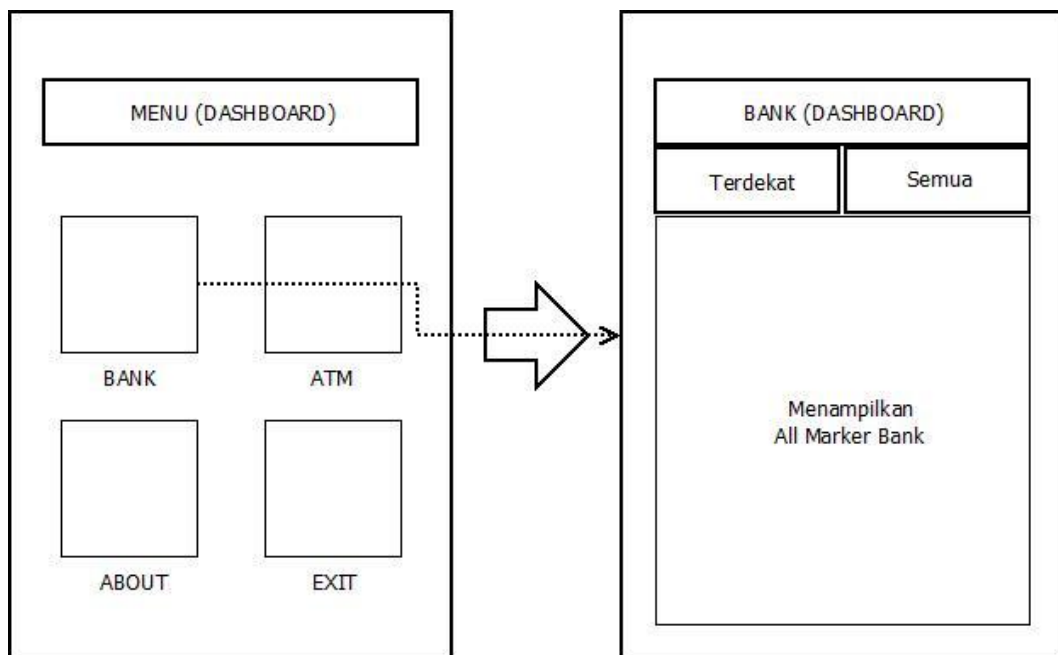 MENU (DASHBOARD)
BANK
ATM
ABOUT
EXIT
BANK (DASHBOARD)
Terdekat
Semua
Menampilkan
All Marker Bank